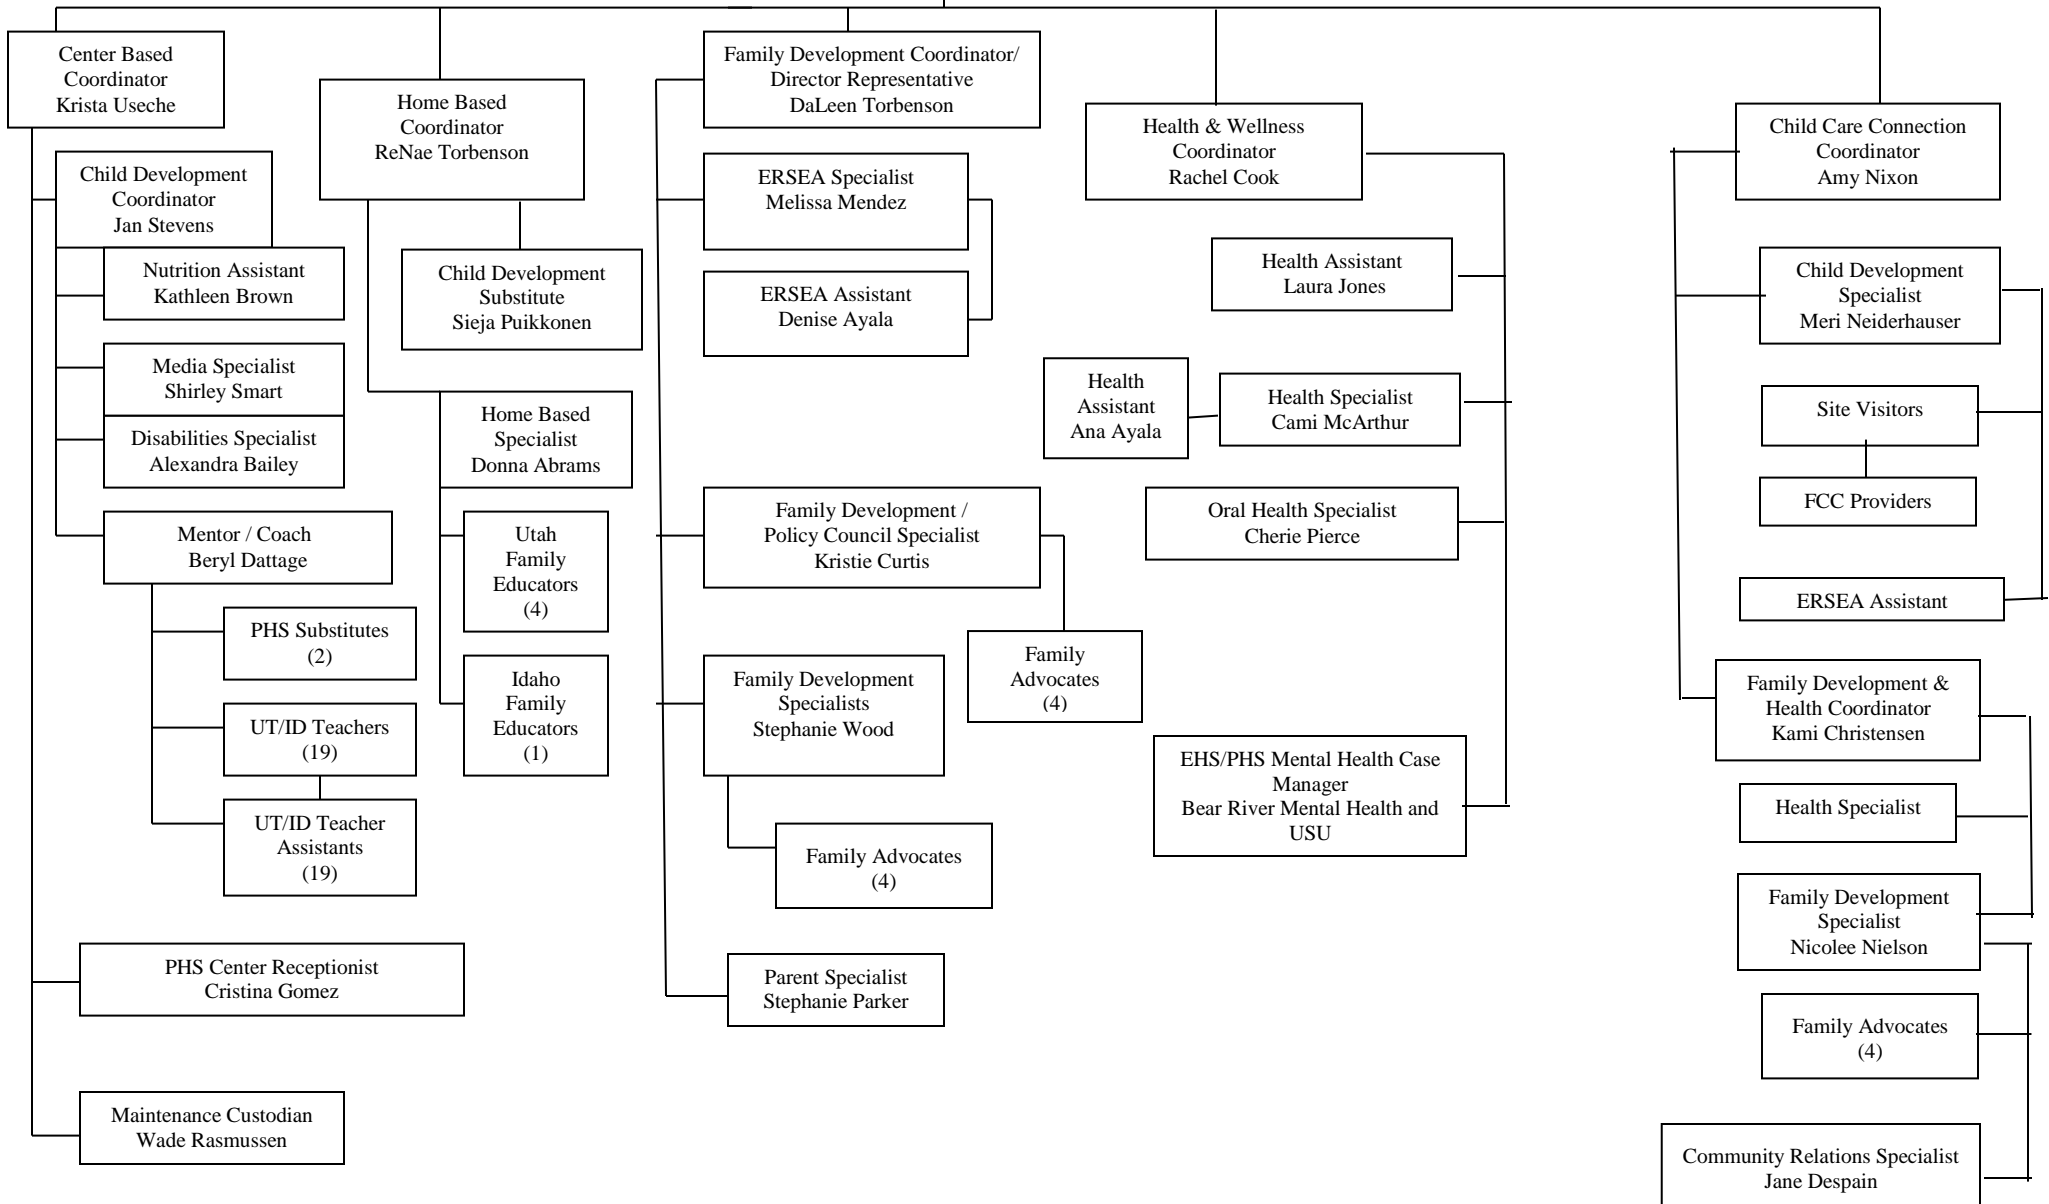 Center Based
Coordinator
Krista Useche
Child Development
Coordinator
Jan Stevens
Nutrition Assistant
Kathleen Brown
Media Specialist
Shirley Smart
Disabilities Specialist
Alexandra Bailey
Mentor / Coach
Beryl Dattage
PHS Substitutes
(2)
UT/ID Teachers
(19)
UT/ID Teacher
Assistants
(19)
PHS Center Receptionist
Cristina Gomez
Maintenance Custodian
Wade Rasmussen
Home Based
Coordinator
ReNae Torbenson
Child Development
Substitute
Sieja Puikkonen
Home Based
Specialist
Donna Abrams
Utah
Family
Educators
(4)
Idaho
Family
Educators
(1)
Family Development Coordinator/
Director Representative
DaLeen Torbenson
ERSEA Specialist
Melissa Mendez
ERSEA Assistant
Denise Ayala
Family Development /
Policy Council Specialist
Kristie Curtis
Family
Advocates
(4)
Family Development
Specialists
Stephanie Wood
Family Advocates
(4)
Parent Specialist
Stephanie Parker
Health & Wellness
Coordinator
Rachel Cook
Health Assistant
Laura Jones
Health
Assistant
Ana Ayala
Health Specialist
Cami McArthur
Oral Health Specialist
Cherie Pierce
EHS/PHS Mental Health Case
Manager
Bear River Mental Health and
USU
Child Care Connection
Coordinator
Amy Nixon
Child Development
Specialist
Meri Neiderhauser
Site Visitors
FCC Providers
ERSEA Assistant
Family Development &
Health Coordinator
Kami Christensen
Health Specialist
Family Development
Specialist
Nicolee Nielson
Family Advocates
(4)
Community Relations Specialist
Jane Despain